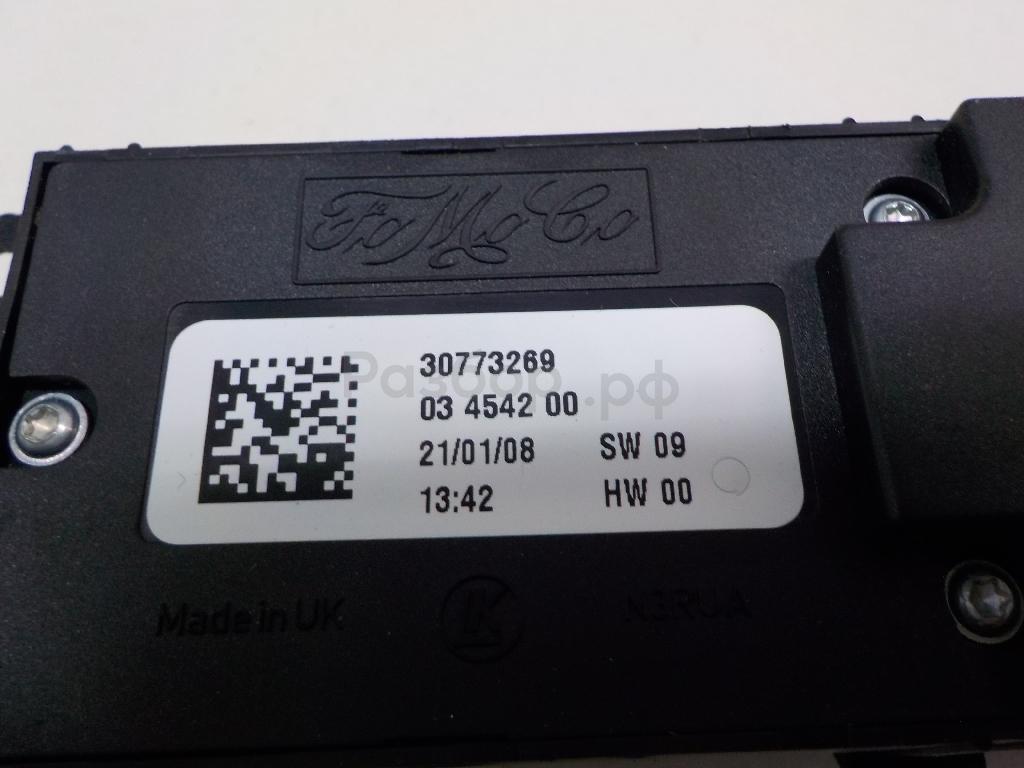 FoMoCo
30773269
03 4542 00
21/01/08 SW 09
13:42 HW 00
Разбор.рф
Made in UK
LK